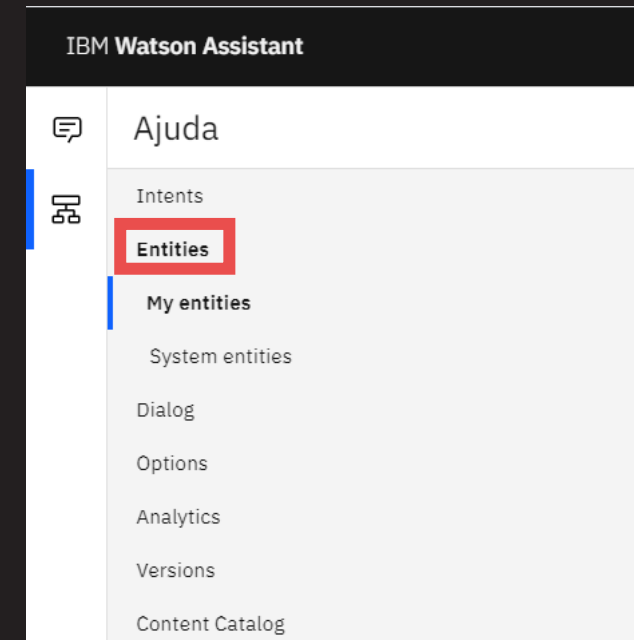 IBM Watson Assistant
Ajuda
Intents
Entities
My entities
System entities
Dialog
Options
Analytics
Versions
Content Catalog